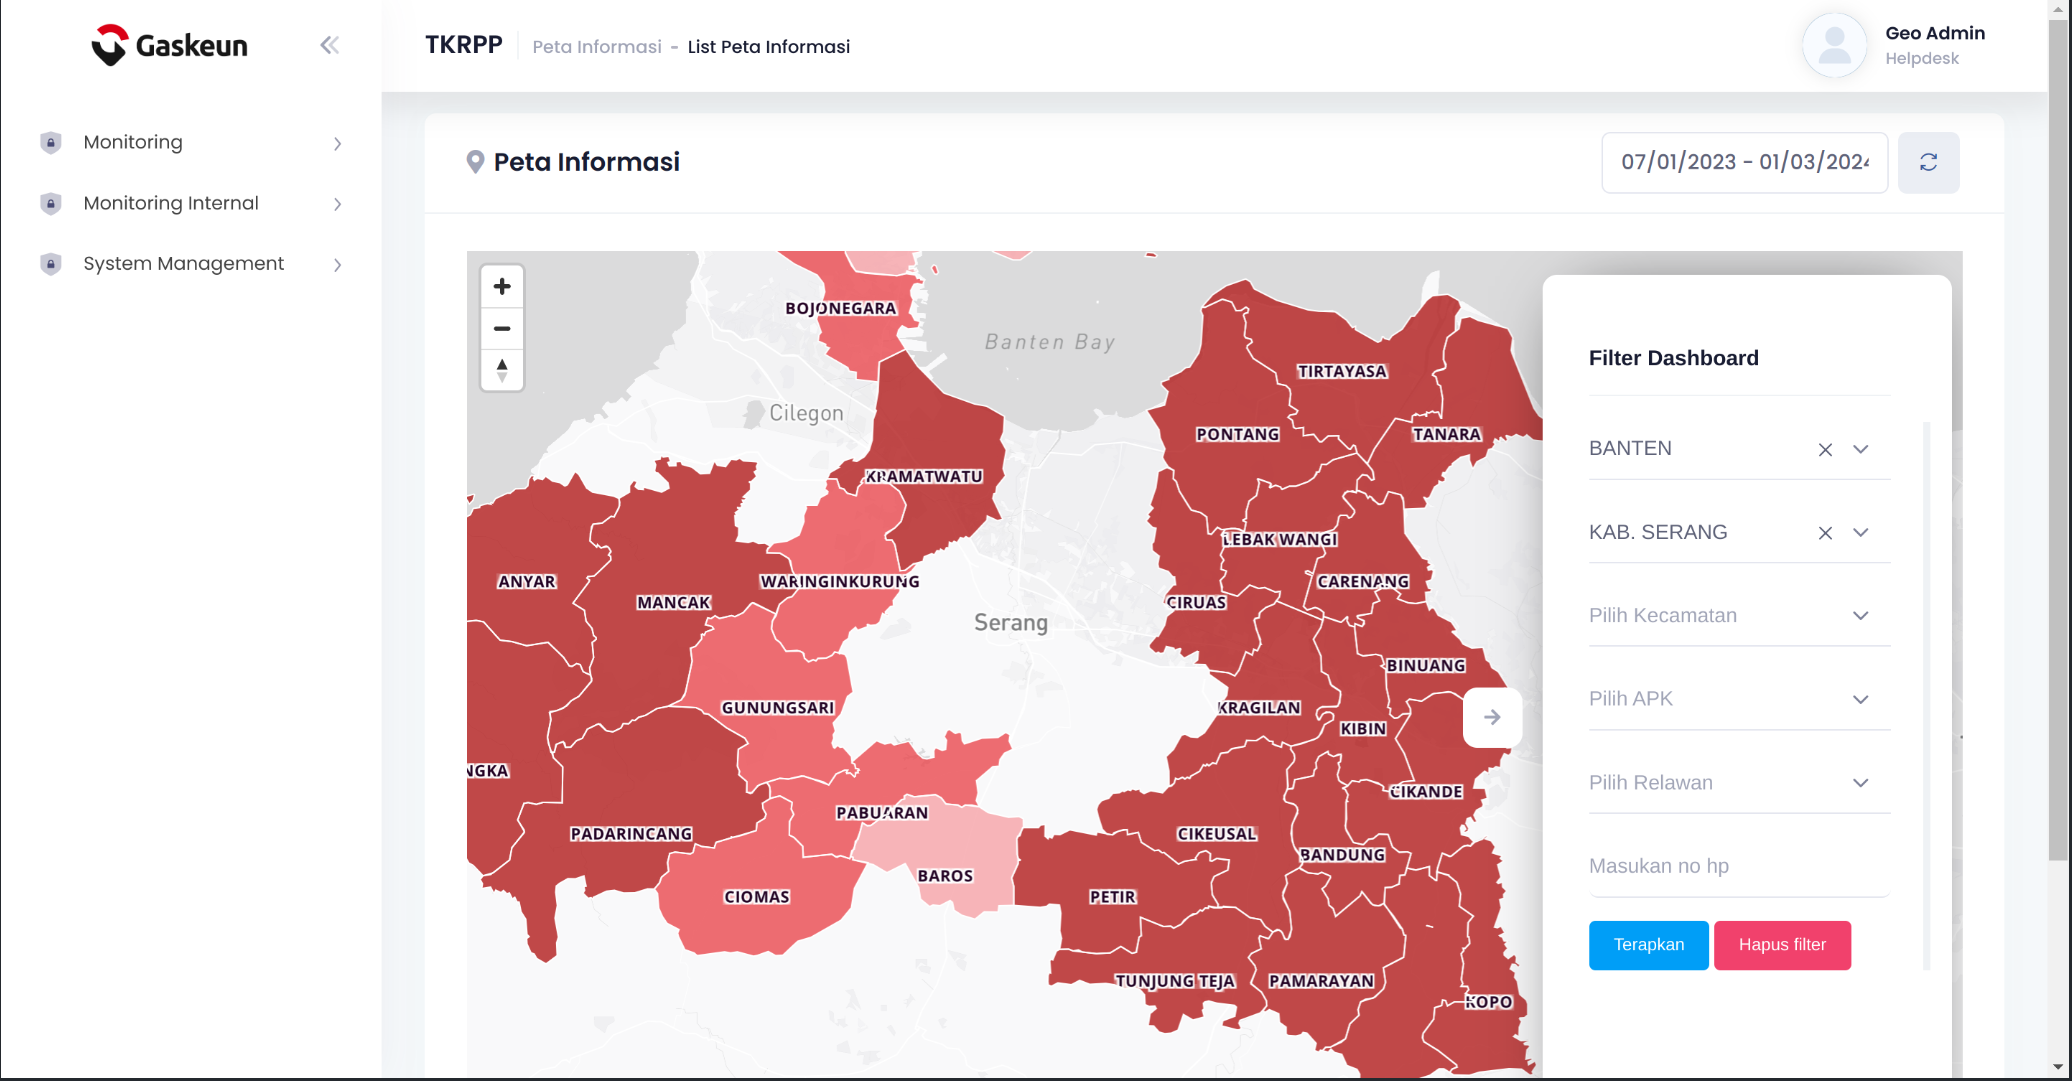 Gaskeun
TKRPP
Peta Informasi - List Peta Informasi
Geo Admin
Helpdesk
Monitoring
Monitoring Internal
System Management
Peta Informasi
07/01/2023 - 01/03/2024
BOJONEGARA
Banten Bay
TIRTAYASA
Cilegon
PONTANG
TANARA
KRAMATWATU
LEBAK WANGI
ANYAR
WARINGINKURUNG
CARENANG
MANCAK
CIRUAS
Serang
BINUANG
GUNUNGSARI
KRAGILAN
KIBIN
NGKA
CIKANDE
PABUARAN
PADARINCANG
CIKEUSAL
BANDUNG
BAROS
CIOMAS
PETIR
TUNJUNG TEJA
PAMARAYAN
KOPO
Filter Dashboard
BANTEN
KAB. SERANG
Pilih Kecamatan
Pilih APK
Pilih Relawan
Masukan no hp
Terapkan
Hapus filter